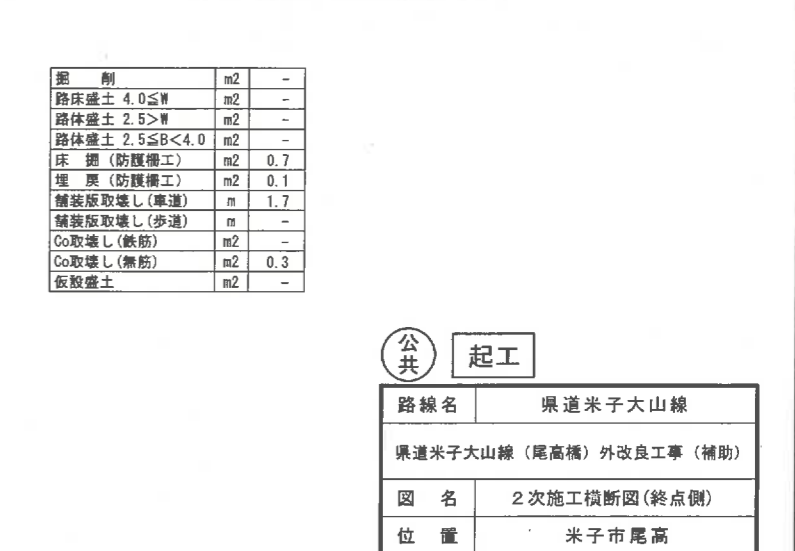 掘　削 m2 -
路床盛土 4.0≦W m2 -
路体盛土 2.5>W m2 -
路体盛土 2.5≦B<4.0 m2 -
床　掘（防護柵工） m2 0.7
埋　戻（防護柵工） m2 0.1
舗装版取壊し(車道) m 1.7
舗装版取壊し(歩道) m -
Co取壊し(鉄筋) m2 -
Co取壊し(無筋) m2 0.3
仮設盛土 m2 -
公共 起工
路線名 県道米子大山線
県道米子大山線（尾高橋）外改良工事（補助）
図　名 2次施工横断図(終点側)
位　置 米子市尾高